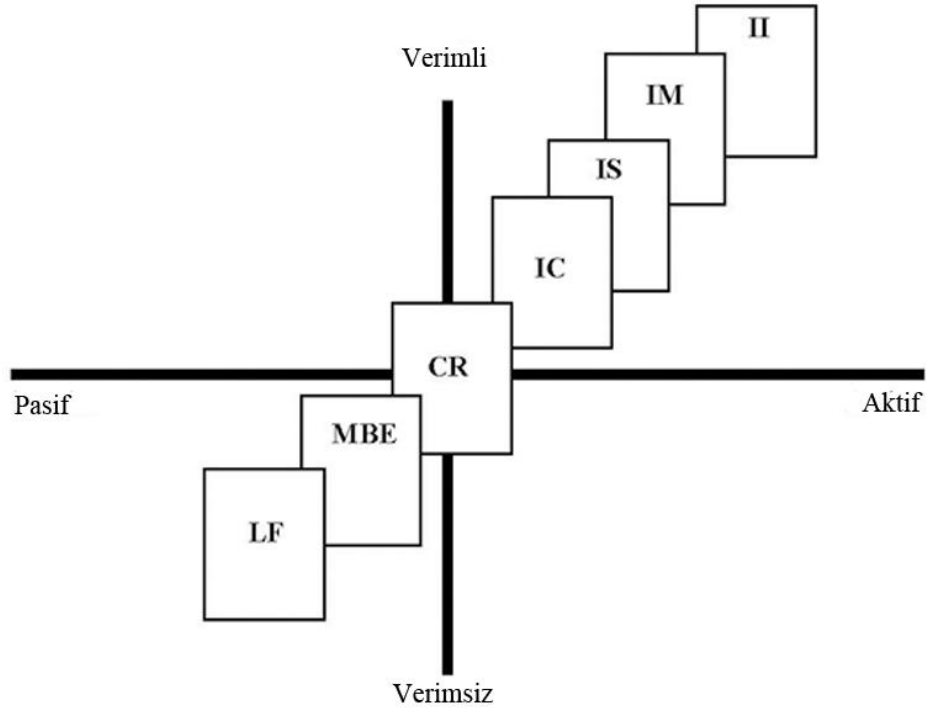 II
Verimli
IM
IS
IC
CR
Pasif
Aktif
MBE
LF
Verimsiz